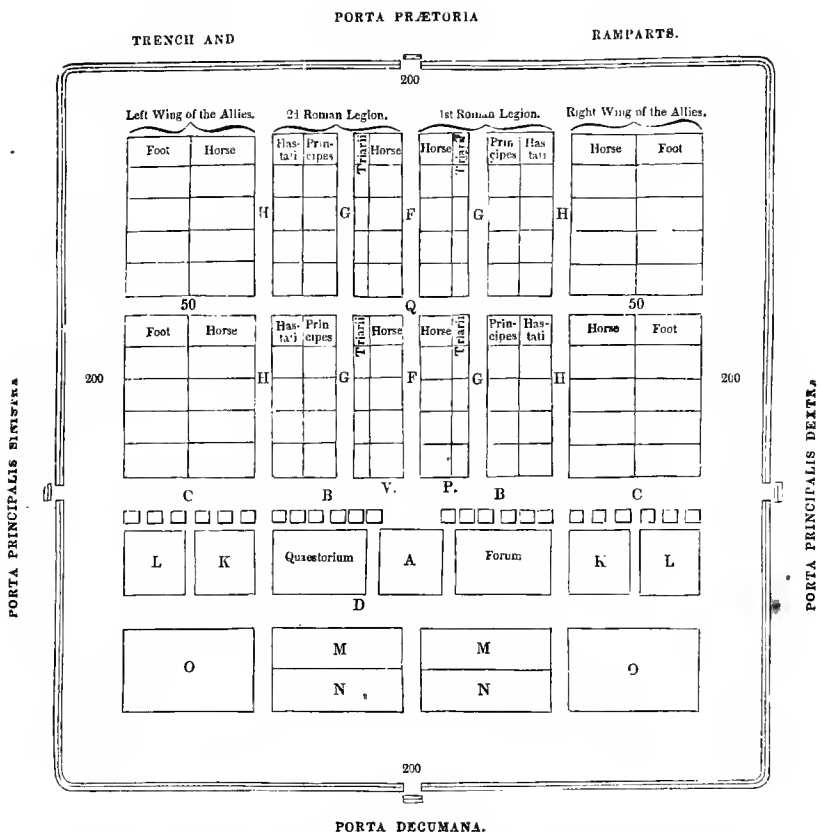 PORTA PRÆTORIA
TRENCH AND RAMPARTS.
200
Left Wing of the Allies. 2d Roman Legion. 1st Roman Legion. Right Wing of the Allies.
Foot Horse Has- Prin- Triarii Horse Horse Triarii Prin Has Horse Foot
tati cipes cipes tati
H G F G H
50 Q 50
Foot Horse Has- Prin Triarii Horse Horse Triarii Prin- Has- Horse Foot
tati cipes cipes tati
200 H G F G H 200
PORTA PRINCIPALIS SINISTRA
PORTA PRINCIPALIS DEXTRA
C B V. P. B C
L K Quaestorium A Forum K L
D
O M M O
N N
200
PORTA DECUMANA.